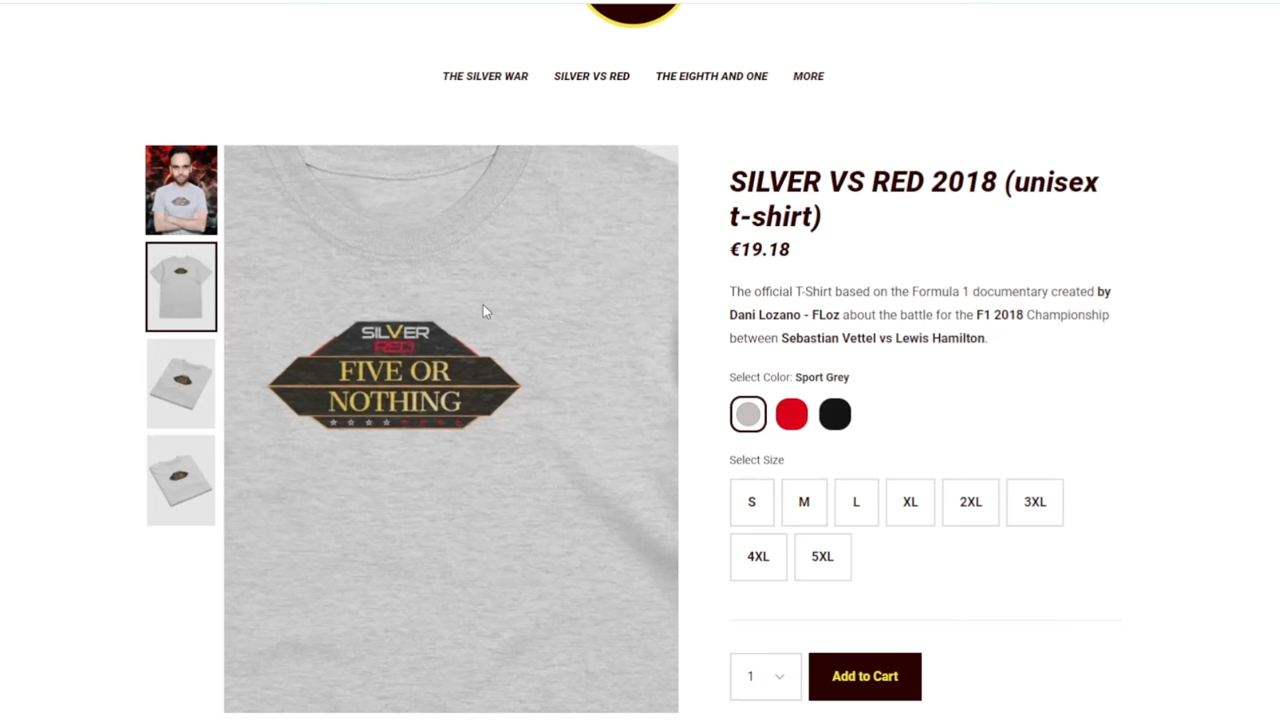 THE SILVER WAR SILVER VS RED THE EIGHTH AND ONE MORE
SILVER
RED
FIVE OR
NOTHING
SILVER VS RED 2018 (unisex
t-shirt)
€19.18
The official T-Shirt based on the Formula 1 documentary created by
Dani Lozano - FLoz about the battle for the F1 2018 Championship
between Sebastian Vettel vs Lewis Hamilton.
Select Color: Sport Grey
Select Size
S M L XL 2XL 3XL
4XL 5XL
1 Add to Cart